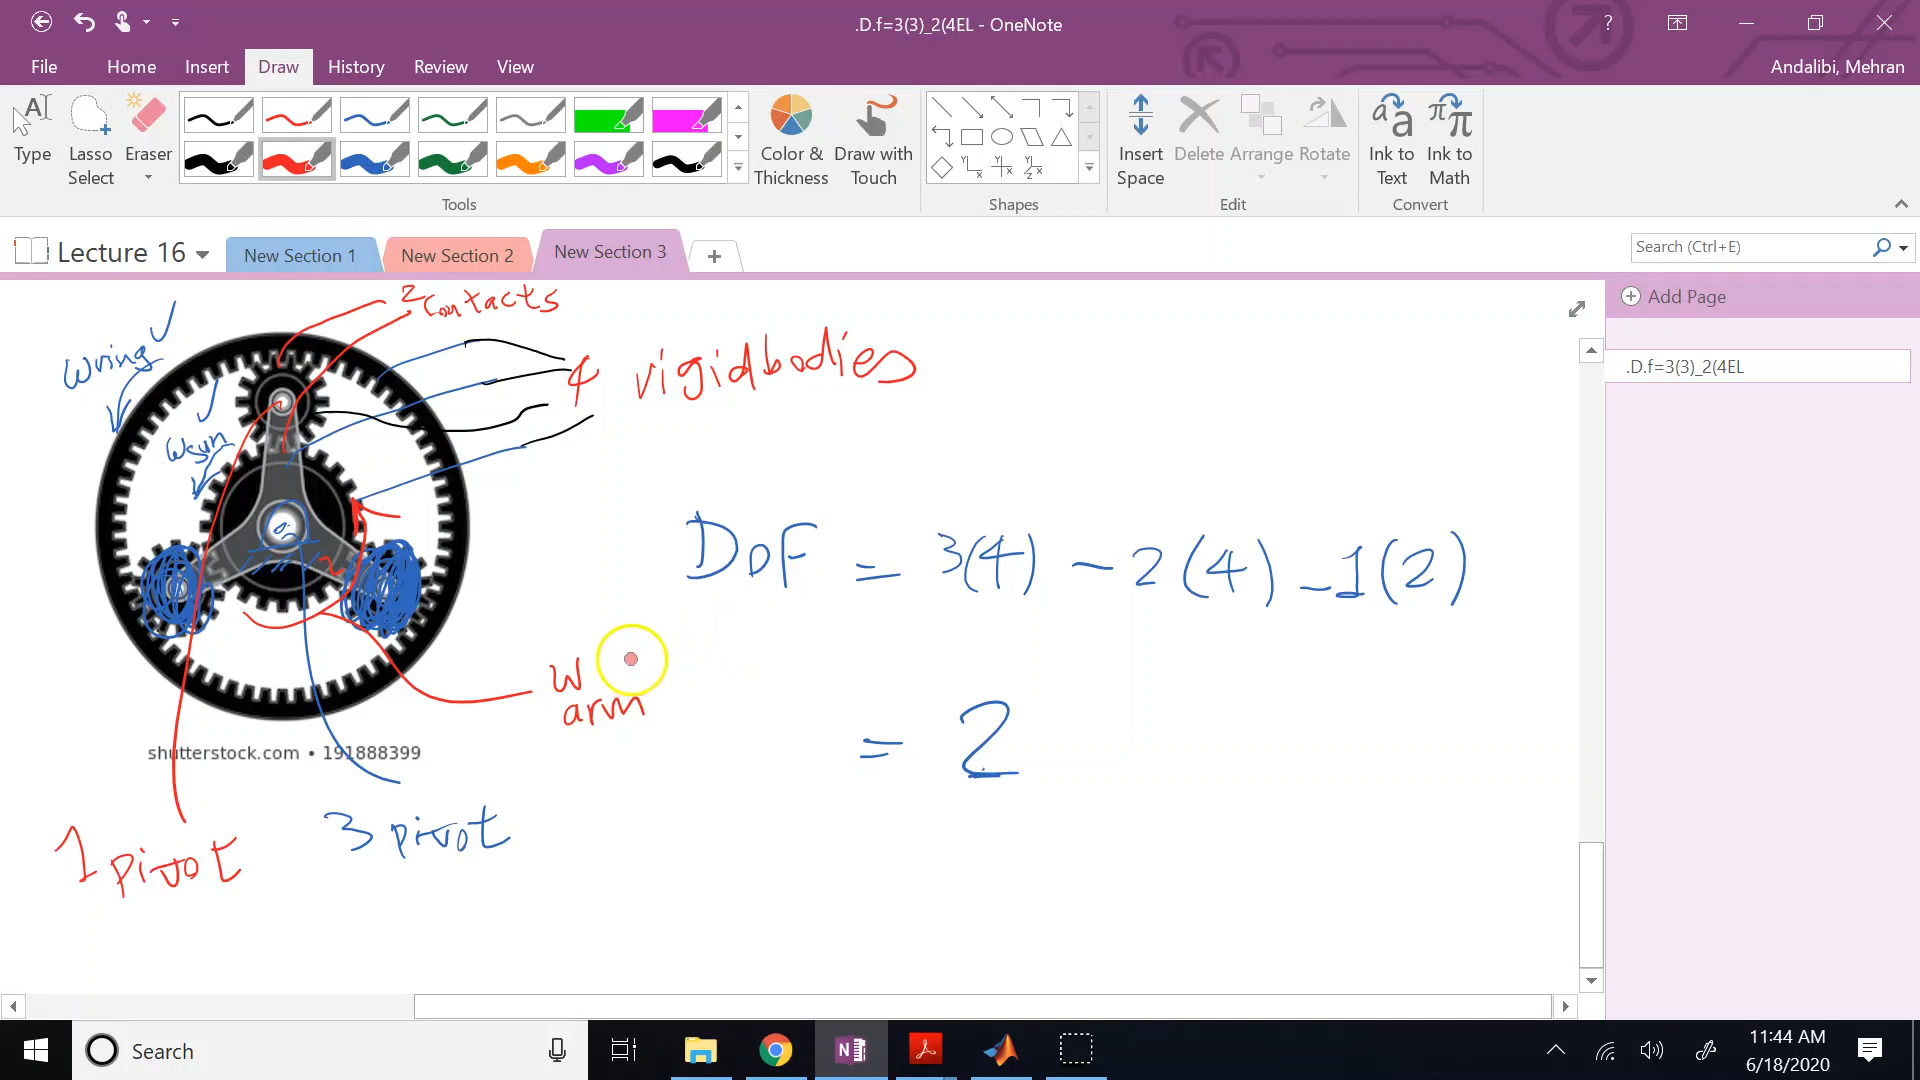 .D.f=3(3)_2(4EL - OneNote
?
File Home Insert Draw History Review View
Andalibi, Mehran
Type
Lasso Select
Eraser
Color & Thickness
Draw with Touch
Insert Space
Delete
Arrange
Rotate
Ink to Text
Ink to Math
Tools
Shapes
Edit
Convert
Lecture 16
New Section 1
New Section 2
New Section 3
Search (Ctrl+E)
Add Page
.D.f=3(3)_2(4EL
2 contacts
wring
wsun
4 rigidbodies
DOF = 3(4) - 2(4) - 1(2)
w
arm
= 2
shutterstock.com • 191888399
3 pivot
1 pivot
Search
N
11:44 AM
6/18/2020